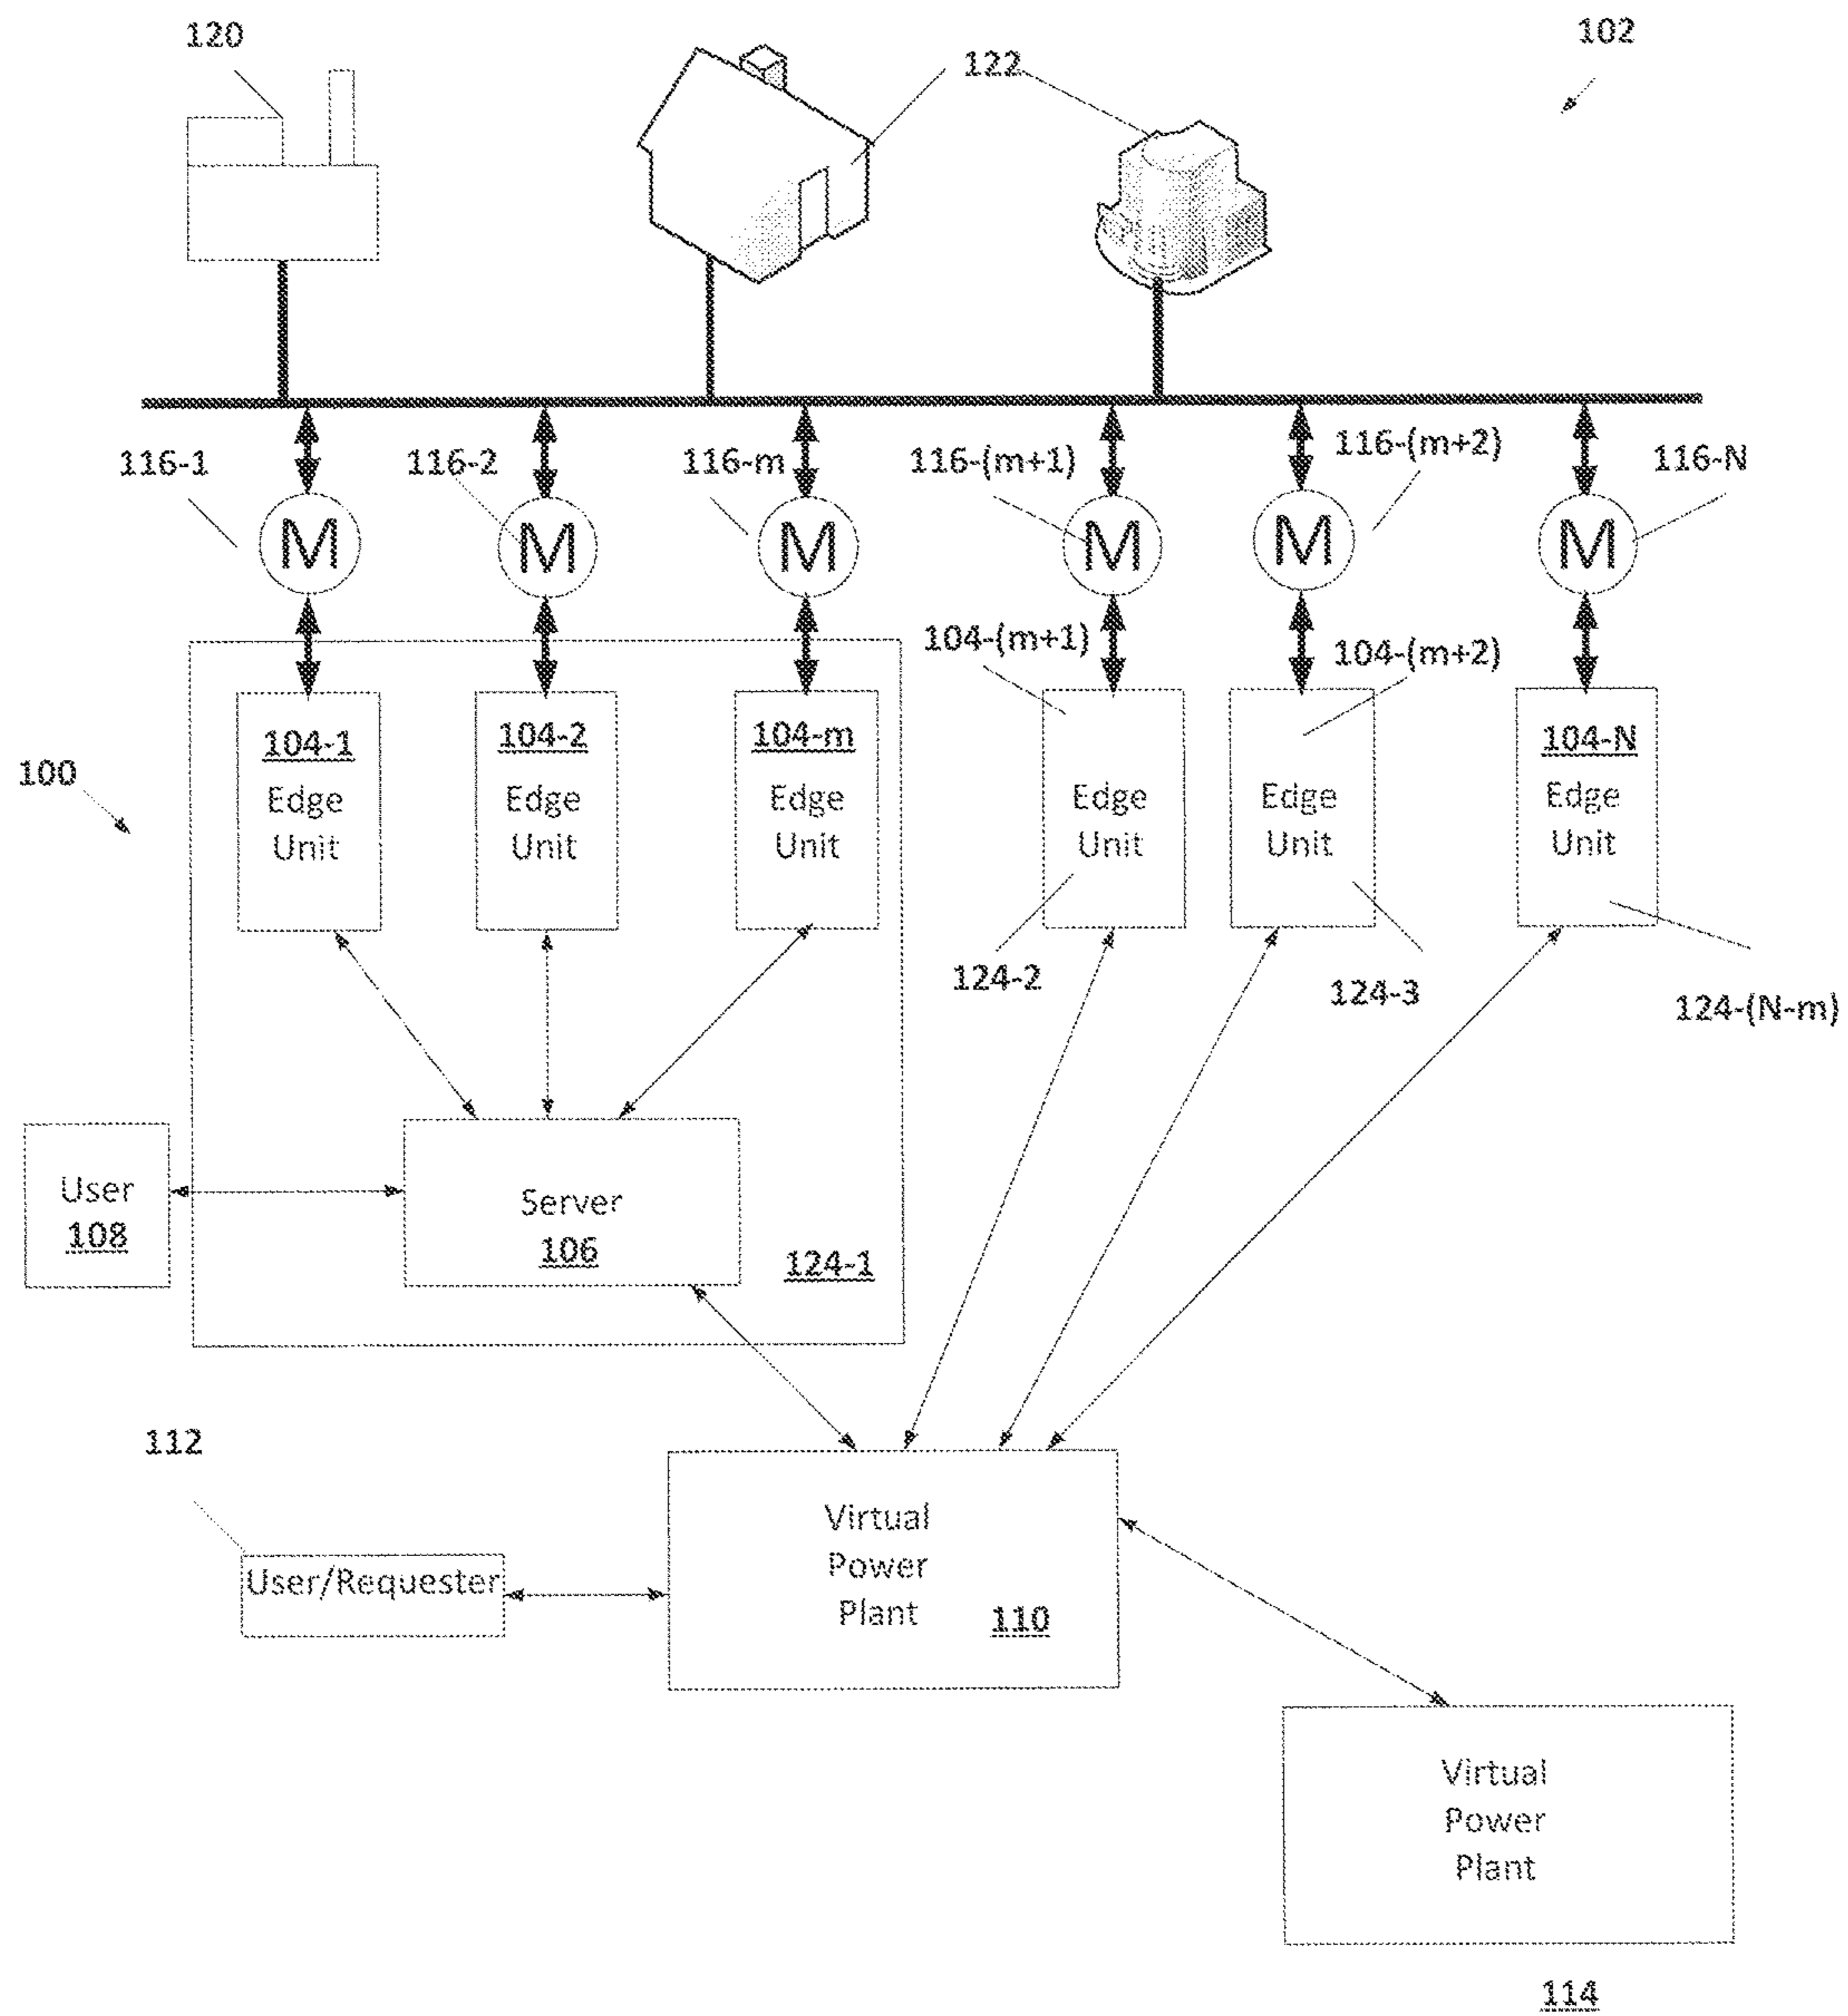 120
122
102
116-1
116-2
116-m
116-(m+1)
116-(m+2)
116-N
M
M
M
M
M
M
104-(m+1)
104-(m+2)
100
104-1
Edge
Unit
104-2
Edge
Unit
104-m
Edge
Unit
Edge
Unit
Edge
Unit
104-N
Edge
Unit
124-2
124-3
124-(N-m)
User
108
Server
106
124-1
112
User/Requester
Virtual
Power
Plant
110
Virtual
Power
Plant
114